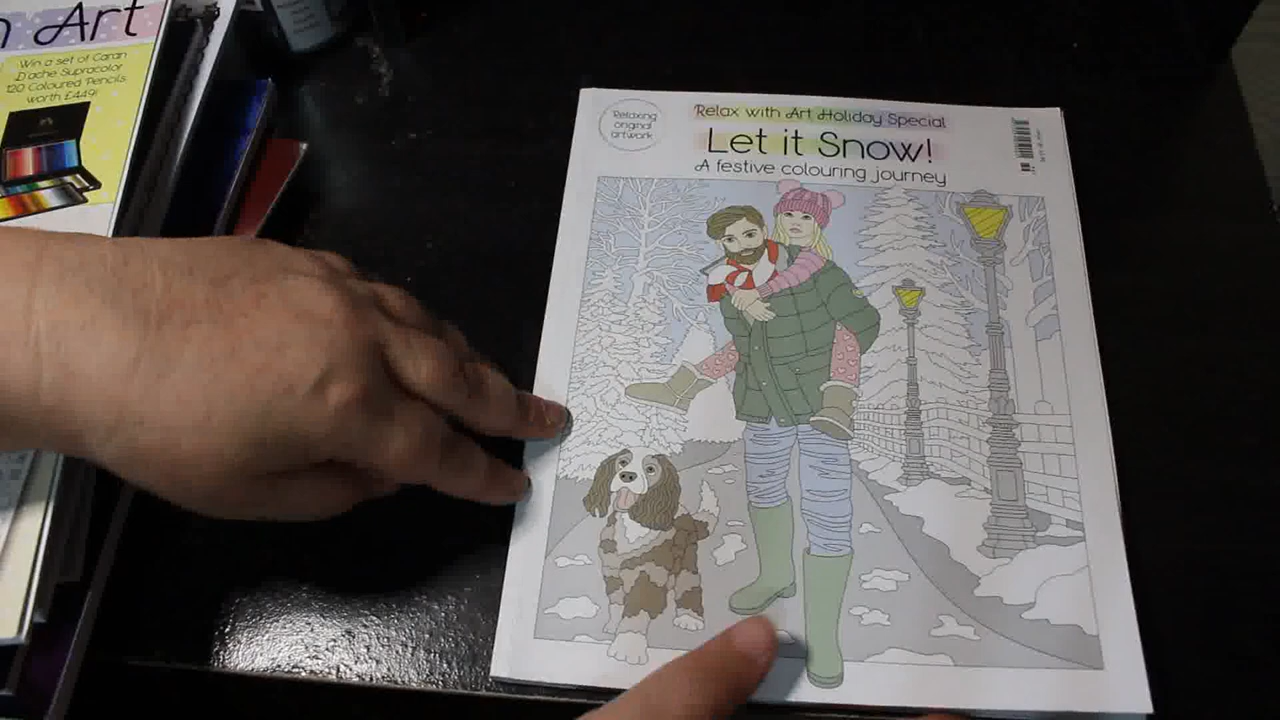 Art
Win a set of Caran
D'ache Supracolor
120 Coloured Pencils
worth £449!
Relaxing
original
artwork
Relax with Art Holiday Special
Let it Snow!
A festive colouring journey